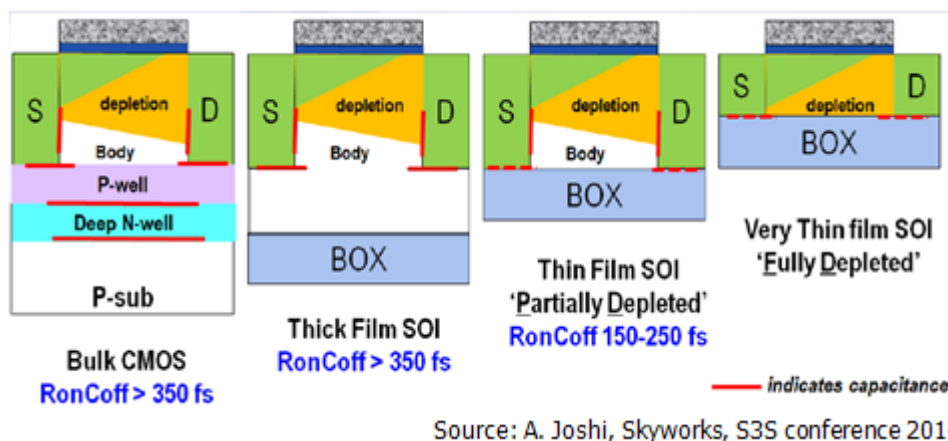 S
depletion
D
Body
P-well
Deep N-well
P-sub
Bulk CMOS
RonCoff > 350 fs
S
depletion
D
Body
BOX
Thick Film SOI
RonCoff > 350 fs
S
depletion
D
Body
BOX
Thin Film SOI
'Partially Depleted'
RonCoff 150-250 fs
S
depletion
D
BOX
Very Thin film SOI
'Fully Depleted'
indicates capacitance
Source: A. Joshi, Skyworks, S3S conference 201